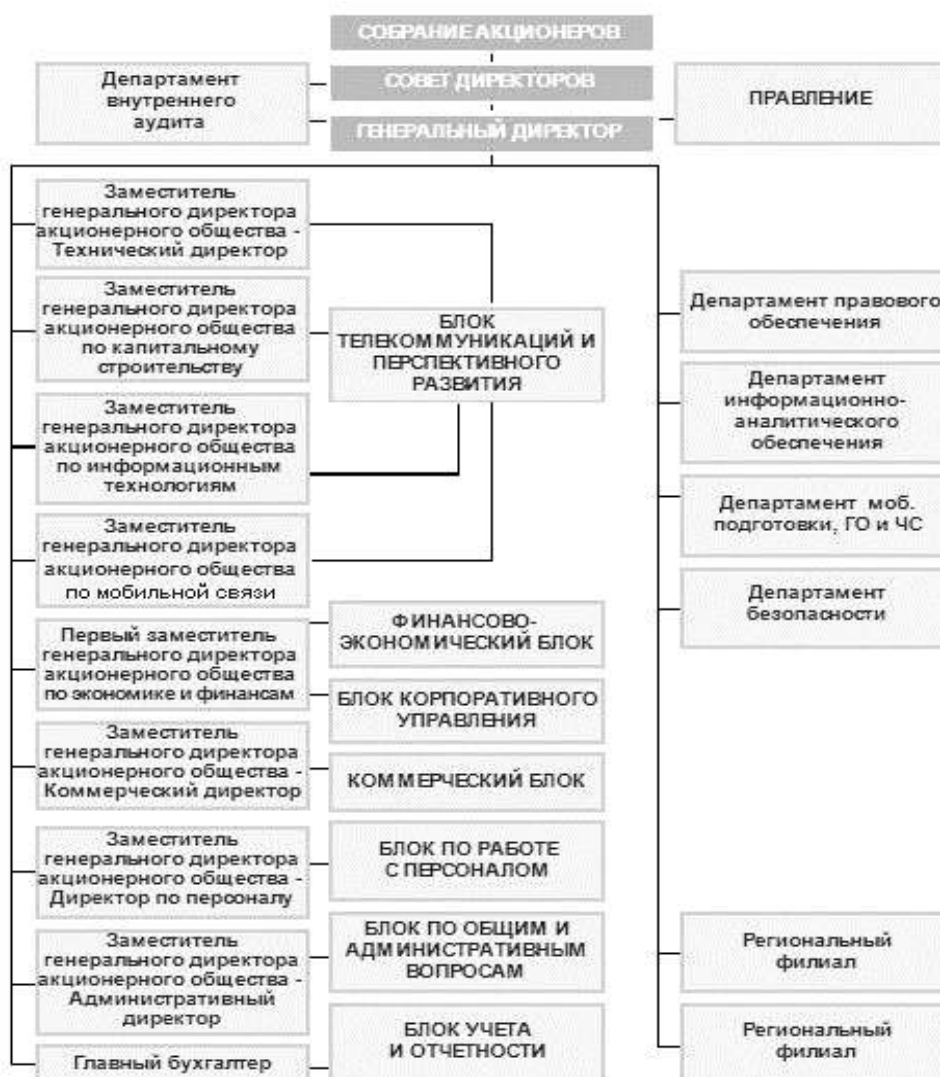 СОБРАНИЕ АКЦИОНЕРОВ
Департамент
внутреннего
аудита
СОВЕТ ДИРЕКТОРОВ
ГЕНЕРАЛЬНЫЙ ДИРЕКТОР
ПРАВЛЕНИЕ
Заместитель
генерального директора
акционерного общества -
Технический директор
Заместитель
генерального директора
акционерного общества
по капитальному
строительству
Заместитель
генерального директора
акционерного общества
по информационным
технологиям
Заместитель
генерального директора
акционерного общества
по мобильной связи
Первый заместитель
генерального директора
акционерного общества
по экономике и финансам
Заместитель
генерального директора
акционерного общества -
Коммерческий директор
Заместитель
генерального директора
акционерного общества -
Директор по персоналу
Заместитель
генерального директора
акционерного общества -
Административный
директор
Главный бухгалтер
БЛОК
ТЕЛЕКОММУНИКАЦИЙ И
ПЕРСПЕКТИВНОГО
РАЗВИТИЯ
ФИНАНСОВО-
ЭКОНОМИЧЕСКИЙ БЛОК
БЛОК КОРПОРАТИВНОГО
УПРАВЛЕНИЯ
КОММЕРЧЕСКИЙ БЛОК
БЛОК ПО РАБОТЕ
С ПЕРСОНАЛОМ
БЛОК ПО ОБЩИМ И
АДМИНИСТРАТИВНЫМ
ВОПРОСАМ
БЛОК УЧЕТА
И ОТЧЕТНОСТИ
Департамент правового
обеспечения
Департамент
информационно-
аналитического
обеспечения
Департамент моб.
подготовки, ГО и ЧС
Департамент
безопасности
Региональный
филиал
Региональный
филиал